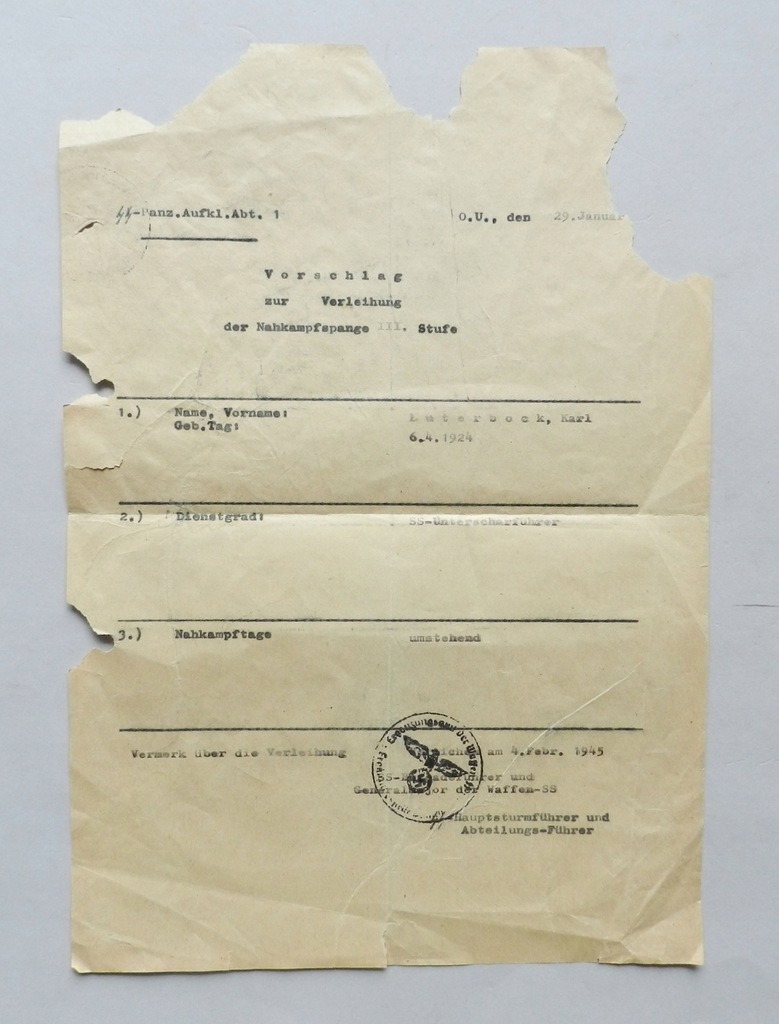 SS-Panz.Aufkl.Abt. 1 O.U., den 29.Januar
Vorschlag
zur Verleihung
der Nahkampfspange III. Stufe
1.) Name, Vorname: Karl
Geb.Tag: 6.4.1924
2.) Dienstgrad: SS-Unterscharführer
3.) Nahkampftage umstehend
Vermerk über die Verleihung am 4.Febr. 1945
und
der Waffen-SS
Hauptsturmführer und
Abteilungs-Führer